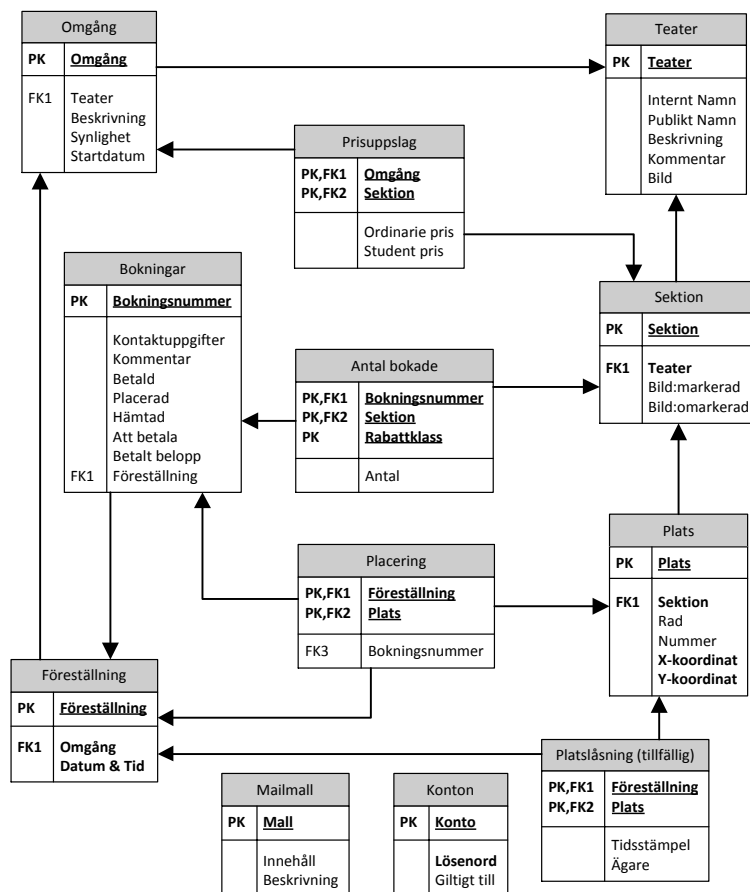 Omgång
PK Omgång
FK1 Teater
Beskrivning
Synlighet
Startdatum
Teater
PK Teater
Internt Namn
Publikt Namn
Beskrivning
Kommentar
Bild
Prisuppslag
PK,FK1 Omgång
PK,FK2 Sektion
Ordinarie pris
Student pris
Bokningar
PK Bokningsnummer
Kontaktuppgifter
Kommentar
Betald
Placerad
Hämtad
Att betala
Betalt belopp
FK1 Föreställning
Sektion
PK Sektion
FK1 Teater
Bild:markerad
Bild:omarkerad
Antal bokade
PK,FK1 Bokningsnummer
PK,FK2 Sektion
PK Rabattklass
Antal
Plats
PK Plats
FK1 Sektion
Rad
Nummer
X-koordinat
Y-koordinat
Placering
PK,FK1 Föreställning
PK,FK2 Plats
FK3 Bokningsnummer
Föreställning
PK Föreställning
FK1 Omgång
Datum & Tid
Platslåsning (tillfällig)
PK,FK1 Föreställning
PK,FK2 Plats
Tidsstämpel
Ägare
Mailmall
PK Mall
Innehåll
Beskrivning
Konton
PK Konto
Lösenord
Giltigt till